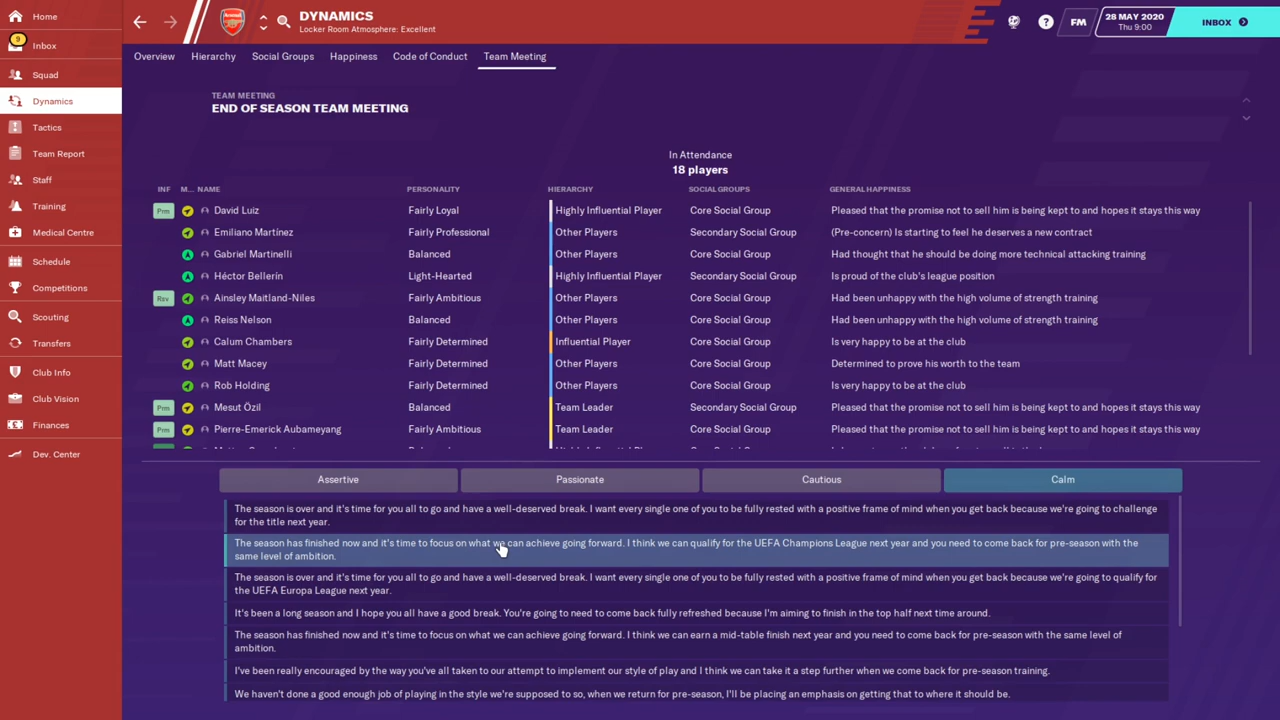 Home
DYNAMICS
Locker Room Atmosphere: Excellent
FM
28 MAY 2020
Thu 9:00
INBOX
9
Inbox
Squad
Dynamics
Tactics
Team Report
Staff
Training
Medical Centre
Schedule
Competitions
Scouting
Transfers
Club Info
Club Vision
Finances
Dev. Center
Overview
Hierarchy
Social Groups
Happiness
Code of Conduct
Team Meeting
TEAM MEETING
END OF SEASON TEAM MEETING
In Attendance
18 players
INF M... NAME PERSONALITY HIERARCHY SOCIAL GROUPS GENERAL HAPPINESS
Prm David Luiz Fairly Loyal Highly Influential Player Core Social Group Pleased that the promise not to sell him is being kept to and hopes it stays this way
Emiliano Martínez Fairly Professional Other Players Secondary Social Group (Pre-concern) Is starting to feel he deserves a new contract
Gabriel Martinelli Balanced Other Players Core Social Group Had thought that he should be doing more technical attacking training
Héctor Bellerín Light-Hearted Highly Influential Player Secondary Social Group Is proud of the club's league position
Rsv Ainsley Maitland-Niles Fairly Ambitious Other Players Core Social Group Had been unhappy with the high volume of strength training
Reiss Nelson Balanced Other Players Core Social Group Had been unhappy with the high volume of strength training
Calum Chambers Fairly Determined Influential Player Core Social Group Is very happy to be at the club
Matt Macey Fairly Determined Other Players Core Social Group Determined to prove his worth to the team
Rob Holding Fairly Determined Other Players Core Social Group Is very happy to be at the club
Prm Mesut Özil Balanced Team Leader Secondary Social Group Pleased that the promise not to sell him is being kept to and hopes it stays this way
Prm Pierre-Emerick Aubameyang Fairly Ambitious Team Leader Core Social Group Pleased that the promise not to sell him is being kept to and hopes it stays this way
Assertive
Passionate
Cautious
Calm
The season is over and it's time for you all to go and have a well-deserved break. I want every single one of you to be fully rested with a positive frame of mind when you get back because we're going to challenge
for the title next year.
The season has finished now and it's time to focus on what we can achieve going forward. I think we can qualify for the UEFA Champions League next year and you need to come back for pre-season with the
same level of ambition.
The season is over and it's time for you all to go and have a well-deserved break. I want every single one of you to be fully rested with a positive frame of mind when you get back because we're going to qualify for
the UEFA Europa League next year.
It's been a long season and I hope you all have a good break. You're going to need to come back fully refreshed because I'm aiming to finish in the top half next time around.
The season has finished now and it's time to focus on what we can achieve going forward. I think we can earn a mid-table finish next year and you need to come back for pre-season with the same level of
ambition.
I've been really encouraged by the way you've all taken to our attempt to implement our style of play and I think we can take it a step further when we come back for pre-season training.
We haven't done a good enough job of playing in the style we're supposed to so, when we return for pre-season, I'll be placing an emphasis on getting that to where it should be.